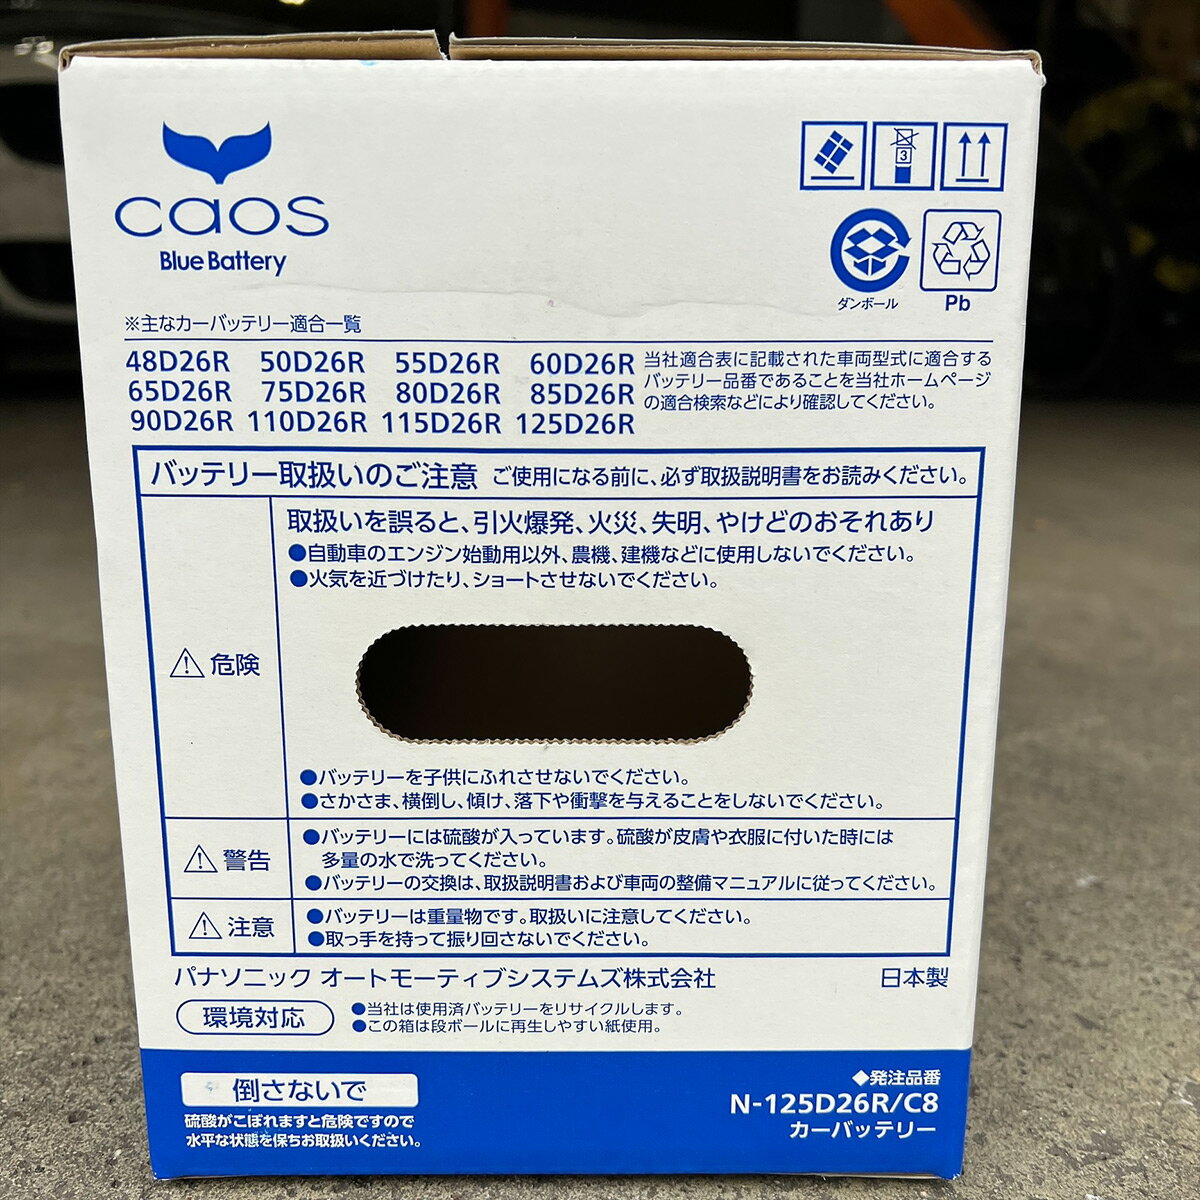 caos
Blue Battery
3
ダンボール
Pb
※主なカーバッテリー適合一覧
48D26R 50D26R 55D26R 60D26R
65D26R 75D26R 80D26R 85D26R
90D26R 110D26R 115D26R 125D26R
当社適合表に記載された車両型式に適合する
バッテリー品番であることを当社ホームページ
の適合検索などにより確認してください。
バッテリー取扱いのご注意 ご使用になる前に、必ず取扱説明書をお読みください。
危険
取扱いを誤ると、引火爆発、火災、失明、やけどのおそれあり
●自動車のエンジン始動用以外、農機、建機などに使用しないでください。
●火気を近づけたり、ショートさせないでください。
●バッテリーを子供にふれさせないでください。
●さかさま、横倒し、傾け、落下や衝撃を与えることをしないでください。
警告
●バッテリーには硫酸が入っています。硫酸が皮膚や衣服に付いた時には
多量の水で洗ってください。
●バッテリーの交換は、取扱説明書および車両の整備マニュアルに従ってください。
注意
●バッテリーは重量物です。取扱いに注意してください。
●取っ手を持って振り回さないでください。
パナソニック オートモーティブシステムズ株式会社 日本製
環境対応
●当社は使用済バッテリーをリサイクルします。
●この箱は段ボールに再生しやすい紙使用。
倒さないで
硫酸がこぼれますと危険ですので
水平な状態を保ちお取扱いください。
◆発注品番
N-125D26R/C8
カーバッテリー